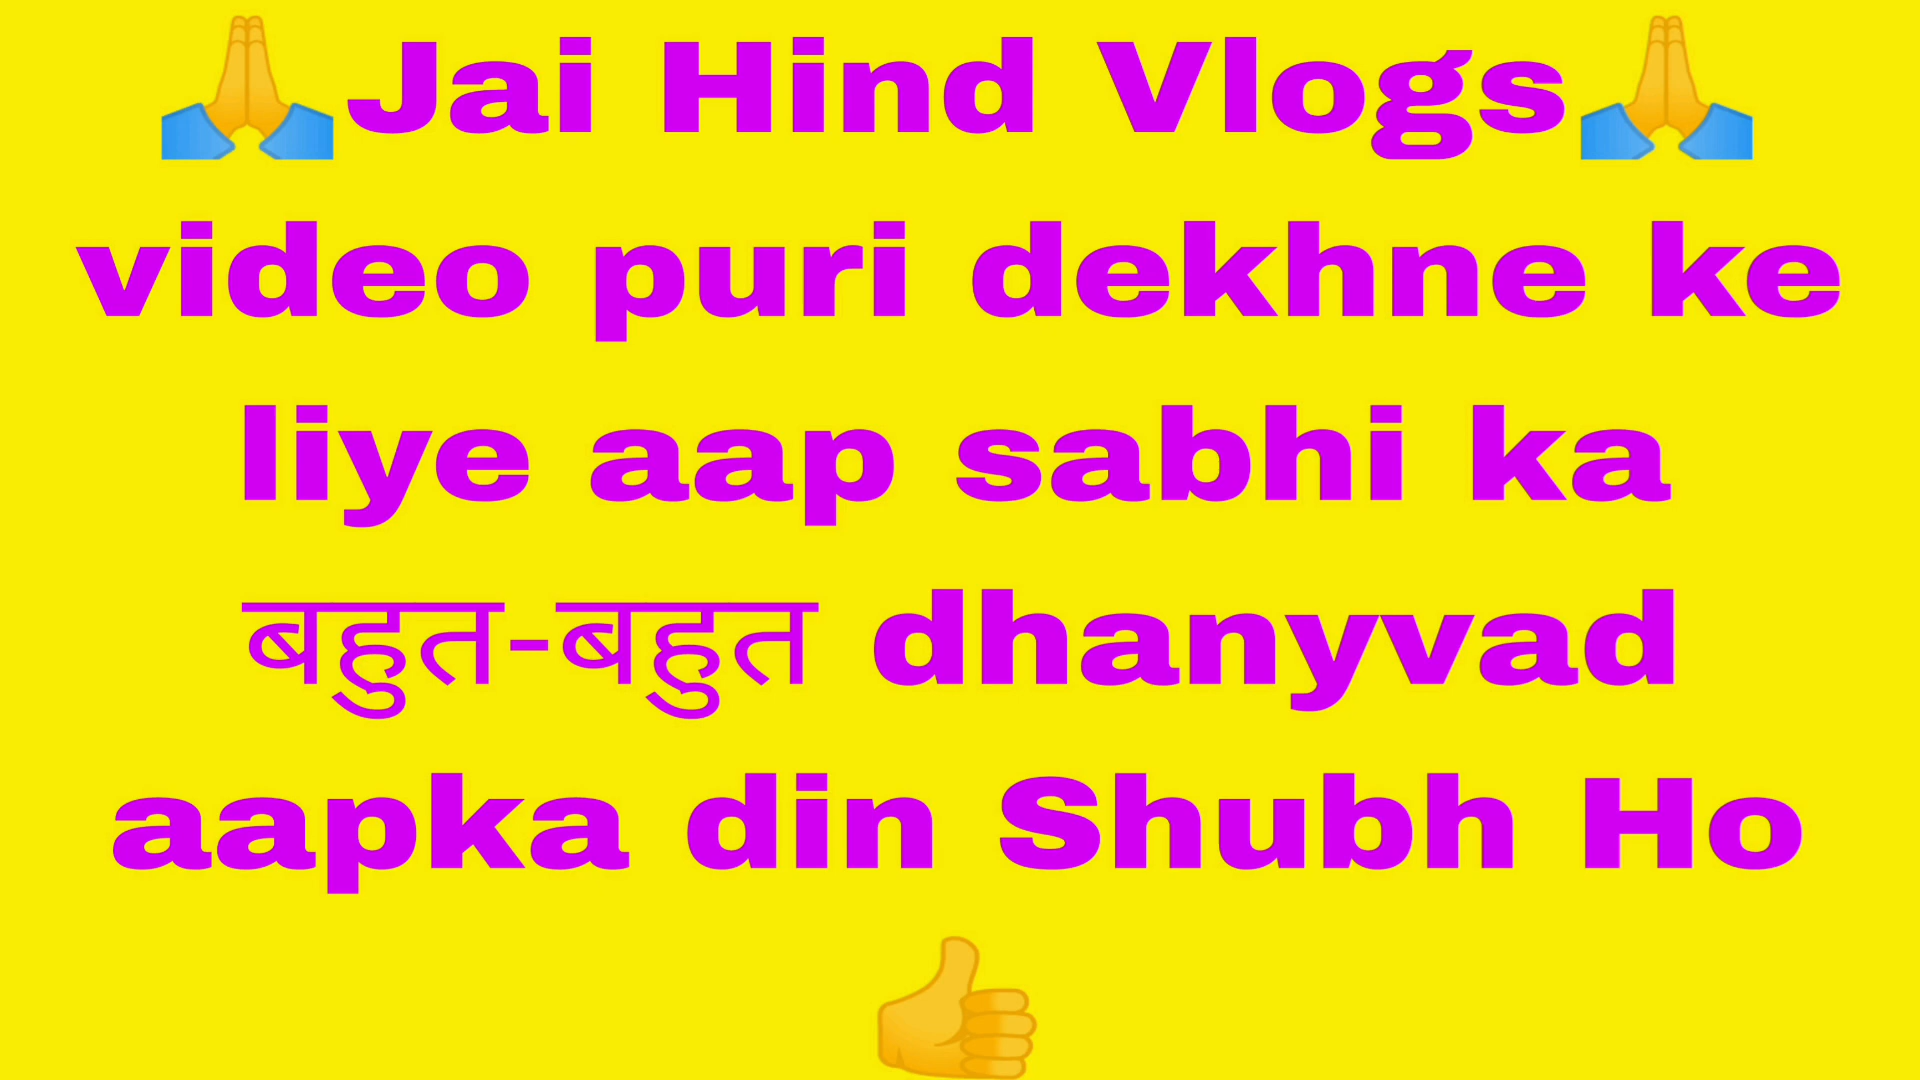 🙏Jai Hind Vlogs🙏
video puri dekhne ke
liye aap sabhi ka
बहुत-बहुत dhanyvad
aapka din Shubh Ho
👍